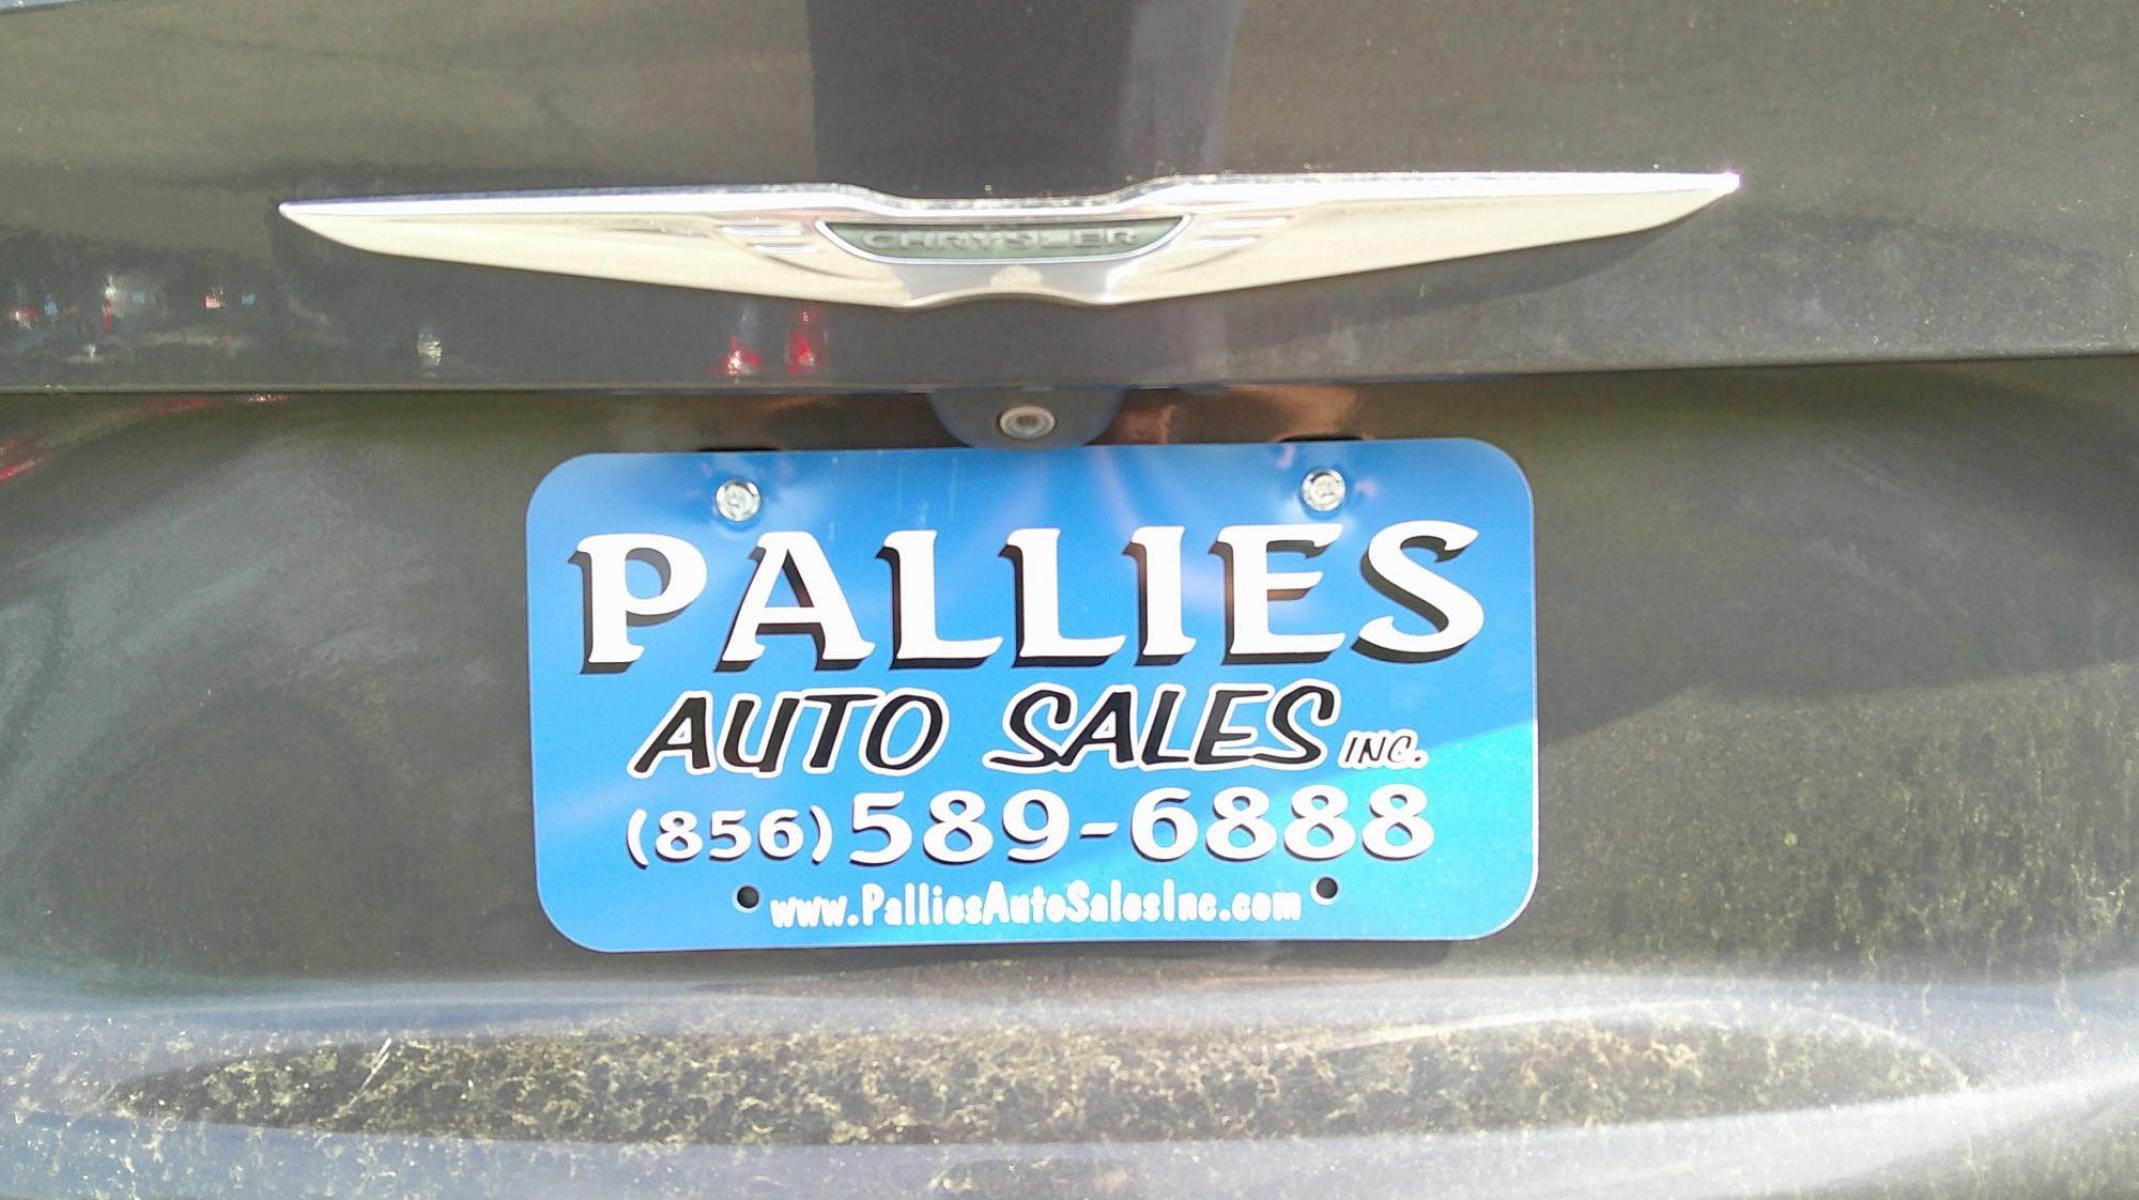 CHRYSLER
PALLIES
AUTO SALES INC.
(856) 589-6888
www.PalliesAutoSalesInc.com